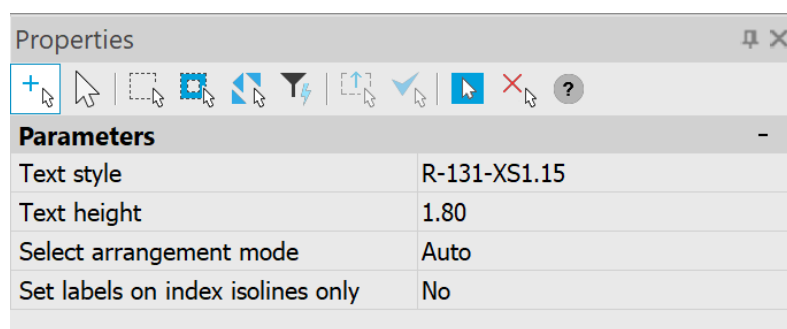 Properties
?
Parameters -
Text style R-131-XS1.15
Text height 1.80
Select arrangement mode Auto
Set labels on index isolines only No